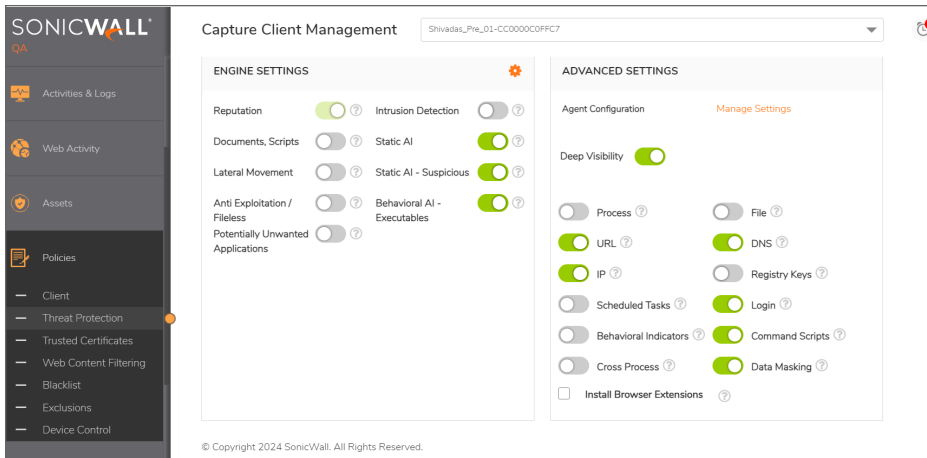 SONICWALL
QA
Capture Client Management
Shivadas_Pre_01-CC0000C0FFC7
Activities & Logs
Web Activity
Assets
Policies
Client
Threat Protection
Trusted Certificates
Web Content Filtering
Blacklist
Exclusions
Device Control
ENGINE SETTINGS
Reputation ?
Intrusion Detection ?
Documents, Scripts ?
Static AI ?
Lateral Movement ?
Static AI - Suspicious ?
Anti Exploitation /
Fileless ?
Behavioral AI -
Executables ?
Potentially Unwanted
Applications ?
ADVANCED SETTINGS
Agent Configuration
Manage Settings
Deep Visibility
Process ?
File ?
URL ?
DNS ?
IP ?
Registry Keys ?
Scheduled Tasks ?
Login ?
Behavioral Indicators ?
Command Scripts ?
Cross Process ?
Data Masking ?
Install Browser Extensions ?
© Copyright 2024 SonicWall. All Rights Reserved.